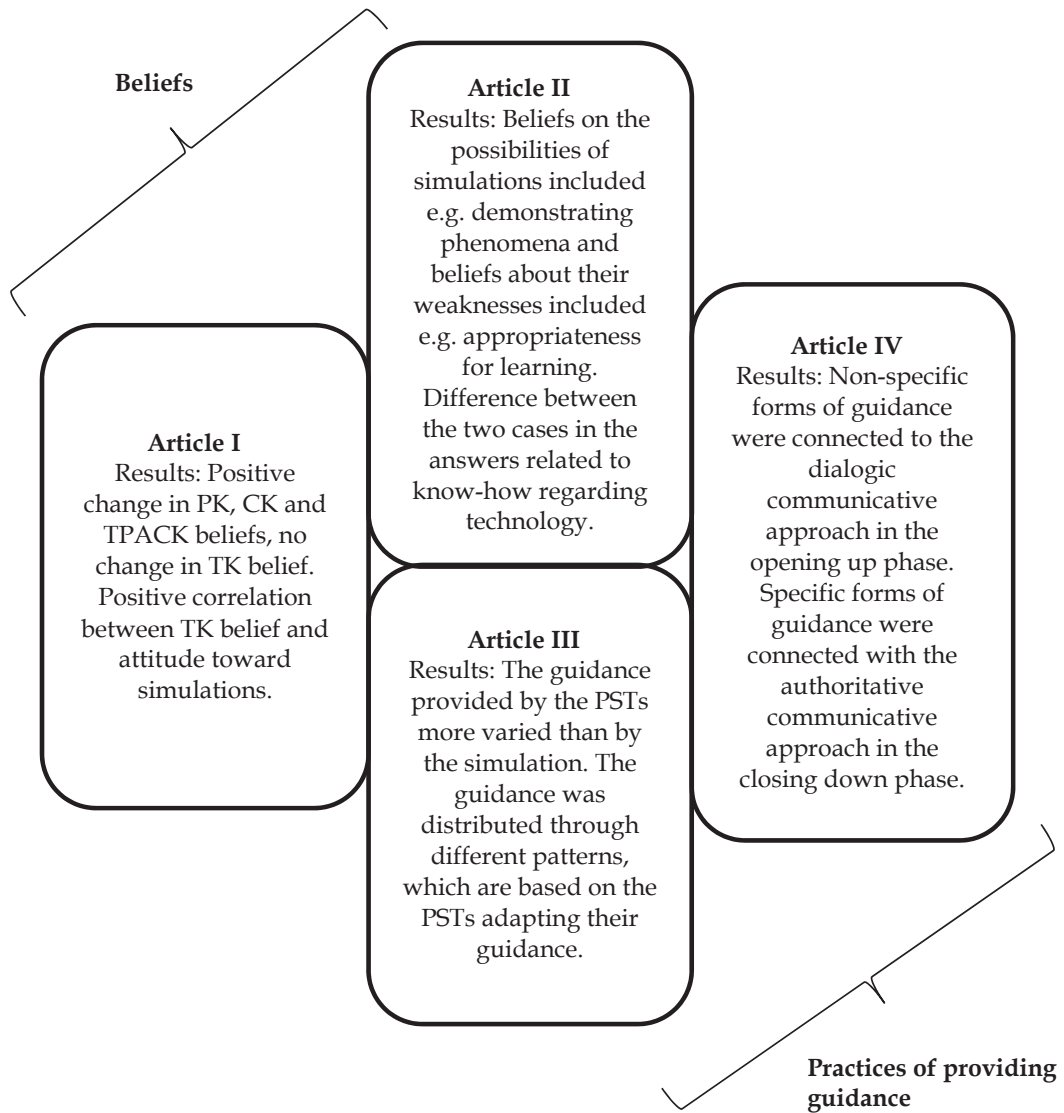 Beliefs
Article II
Results: Beliefs on the
possibilities of
simulations included
e.g. demonstrating
phenomena and
beliefs about their
weaknesses included
e.g. appropriateness
for learning.
Difference between
the two cases in the
answers related to
know-how regarding
technology.
Article I
Results: Positive
change in PK, CK and
TPACK beliefs, no
change in TK belief.
Positive correlation
between TK belief and
attitude toward
simulations.
Article IV
Results: Non-specific
forms of guidance
were connected to the
dialogic
communicative
approach in the
opening up phase.
Specific forms of
guidance were
connected with the
authoritative
communicative
approach in the
closing down phase.
Article III
Results: The guidance
provided by the PSTs
more varied than by
the simulation. The
guidance was
distributed through
different patterns,
which are based on the
PSTs adapting their
guidance.
Practices of providing
guidance